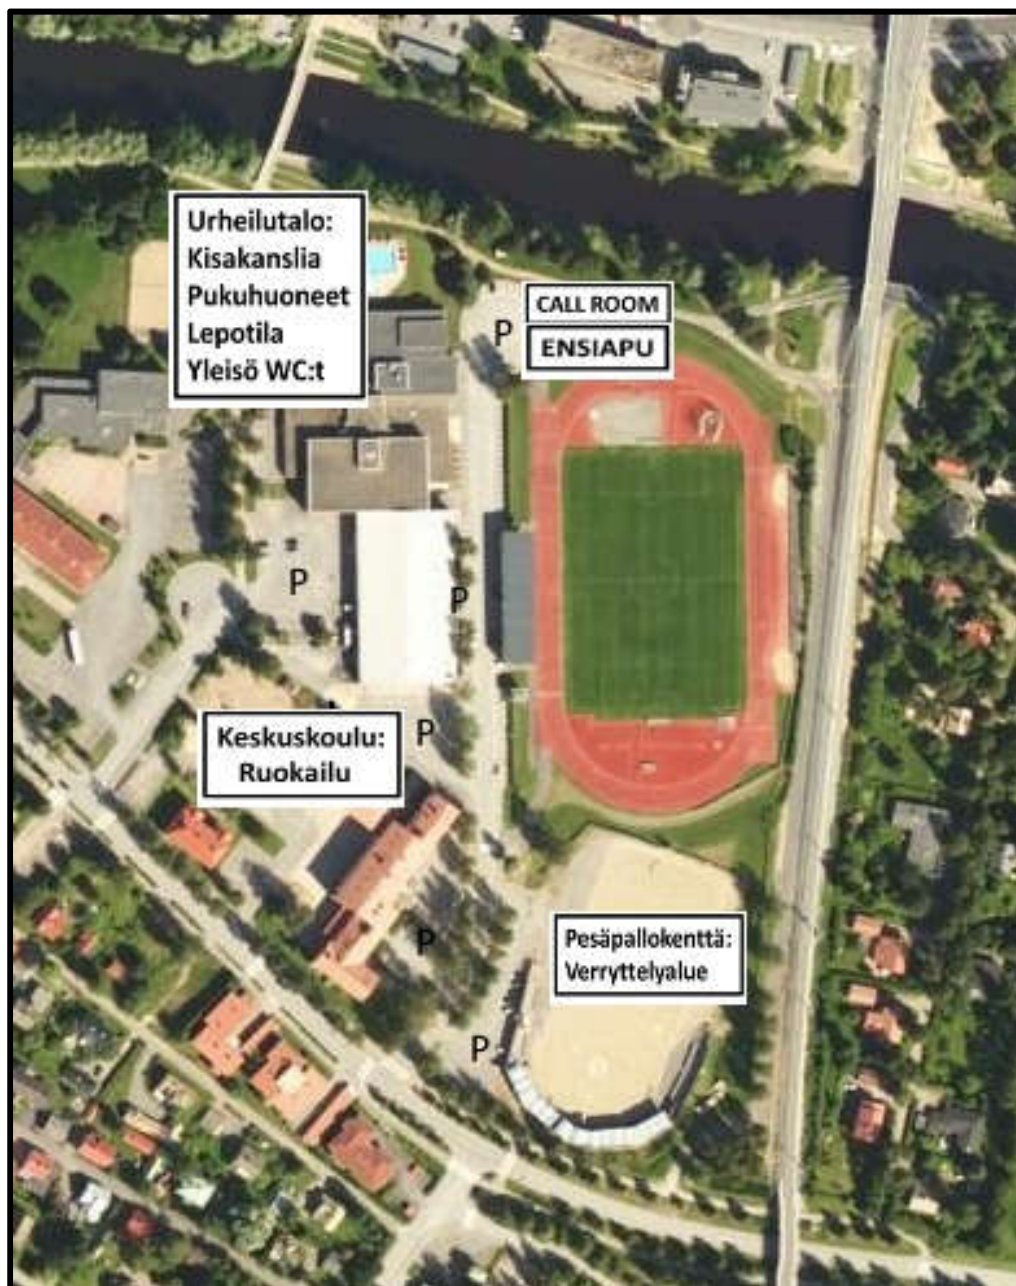 Urheilutalo:
Kisakanslia
Pukuhuoneet
Lepotila
Yleisö WC:t
CALL ROOM
P
ENSIAPU
P
P
Keskuskoulu:
Ruokailu
P
Pesäpallokenttä:
Verryttelyalue
P
P